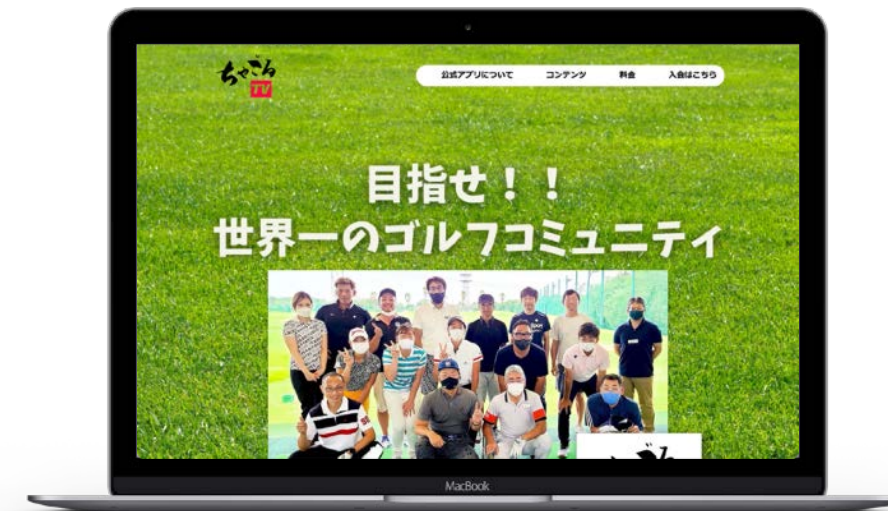 ちゃごる
TV
公式アプリについて
コンテンツ
料金
入会はこちら
目指せ！！
世界一のゴルフコミュニティ
MacBook